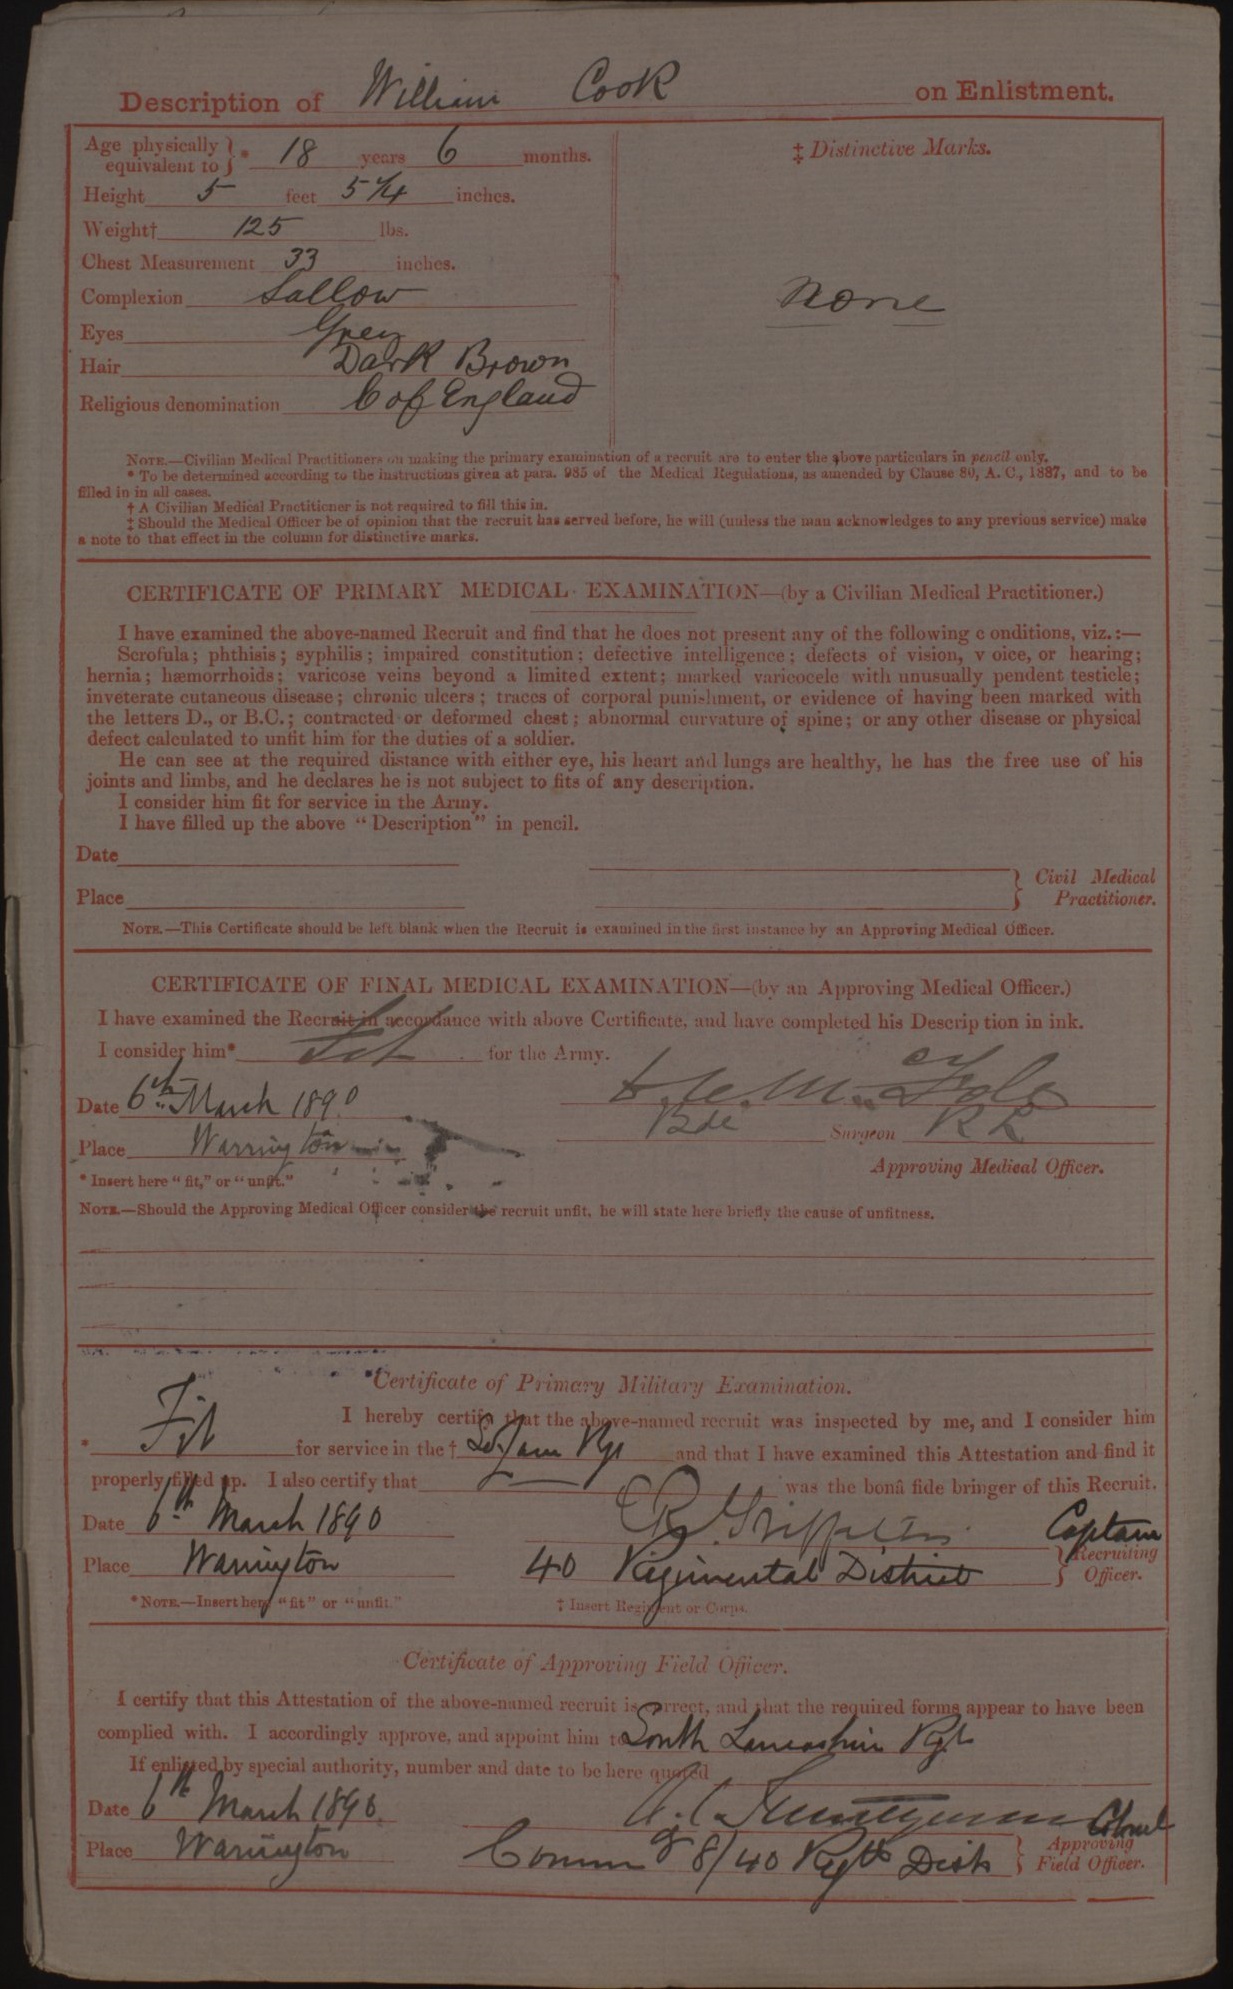 Description of William Cook on Enlistment.
Age physically equivalent to }* 18 years 6 months.
Height 5 feet 5 1/4 inches.
Weight† 125 lbs.
Chest Measurement 33 inches.
Complexion Sallow
Eyes Grey
Hair Dark Brown
Religious denomination C of England
‡ Distinctive Marks.
None
NOTE.—Civilian Medical Practitioners on making the primary examination of a recruit are to enter the above particulars in pencil only.
* To be determined according to the instructions given at para. 985 of the Medical Regulations, as amended by Clause 80, A. C., 1887, and to be
filled in in all cases.
† A Civilian Medical Practitioner is not required to fill this in.
‡ Should the Medical Officer be of opinion that the recruit has served before, he will (unless the man acknowledges to any previous service) make
a note to that effect in the column for distinctive marks.
CERTIFICATE OF PRIMARY MEDICAL EXAMINATION—(by a Civilian Medical Practitioner.)
I have examined the above-named Recruit and find that he does not present any of the following c onditions, viz.:—
Scrofula; phthisis; syphilis; impaired constitution; defective intelligence; defects of vision, v oice, or hearing;
hernia; hæmorrhoids; varicose veins beyond a limited extent; marked varicocele with unusually pendent testicle;
inveterate cutaneous disease; chronic ulcers; traces of corporal punishment, or evidence of having been marked with
the letters D., or B.C.; contracted or deformed chest; abnormal curvature of spine; or any other disease or physical
defect calculated to unfit him for the duties of a soldier.
He can see at the required distance with either eye, his heart and lungs are healthy, he has the free use of his
joints and limbs, and he declares he is not subject to fits of any description.
I consider him fit for service in the Army.
I have filled up the above "Description" in pencil.
Date
Place
} Civil Medical
Practitioner.
NOTE.—This Certificate should be left blank when the Recruit is examined in the first instance by an Approving Medical Officer.
CERTIFICATE OF FINAL MEDICAL EXAMINATION—(by an Approving Medical Officer.)
I have examined the Recruit in accordance with above Certificate, and have completed his Descrip tion in ink.
I consider him* Fit for the Army.
Date 6th March 1890
Place Warrington
Bde Surgeon
Approving Medical Officer.
* Insert here "fit," or "unfit."
NOTE.—Should the Approving Medical Officer consider the recruit unfit, he will state here briefly the cause of unfitness.
Certificate of Primary Military Examination.
I hereby certify that the above-named recruit was inspected by me, and I consider him
* Fit for service in the † So. Lanc Rgt and that I have examined this Attestation and find it
properly filled up. I also certify that was the bonâ fide bringer of this Recruit.
Date 6th March 1890
Griffiths Captain
Place Warrington
40 Regimental District } Recruiting
Officer.
*NOTE.—Insert here "fit" or "unfit."
‡ Insert Regiment or Corps.
Certificate of Approving Field Officer.
I certify that this Attestation of the above-named recruit is correct, and that the required forms appear to have been
complied with. I accordingly approve, and appoint him to South Lancashire Rgt
If enlisted by special authority, number and date to be here quoted
Date 6th March 1890.
Colonel
Place Warrington
Commg 8/40 Regtl Dist } Approving
Field Officer.